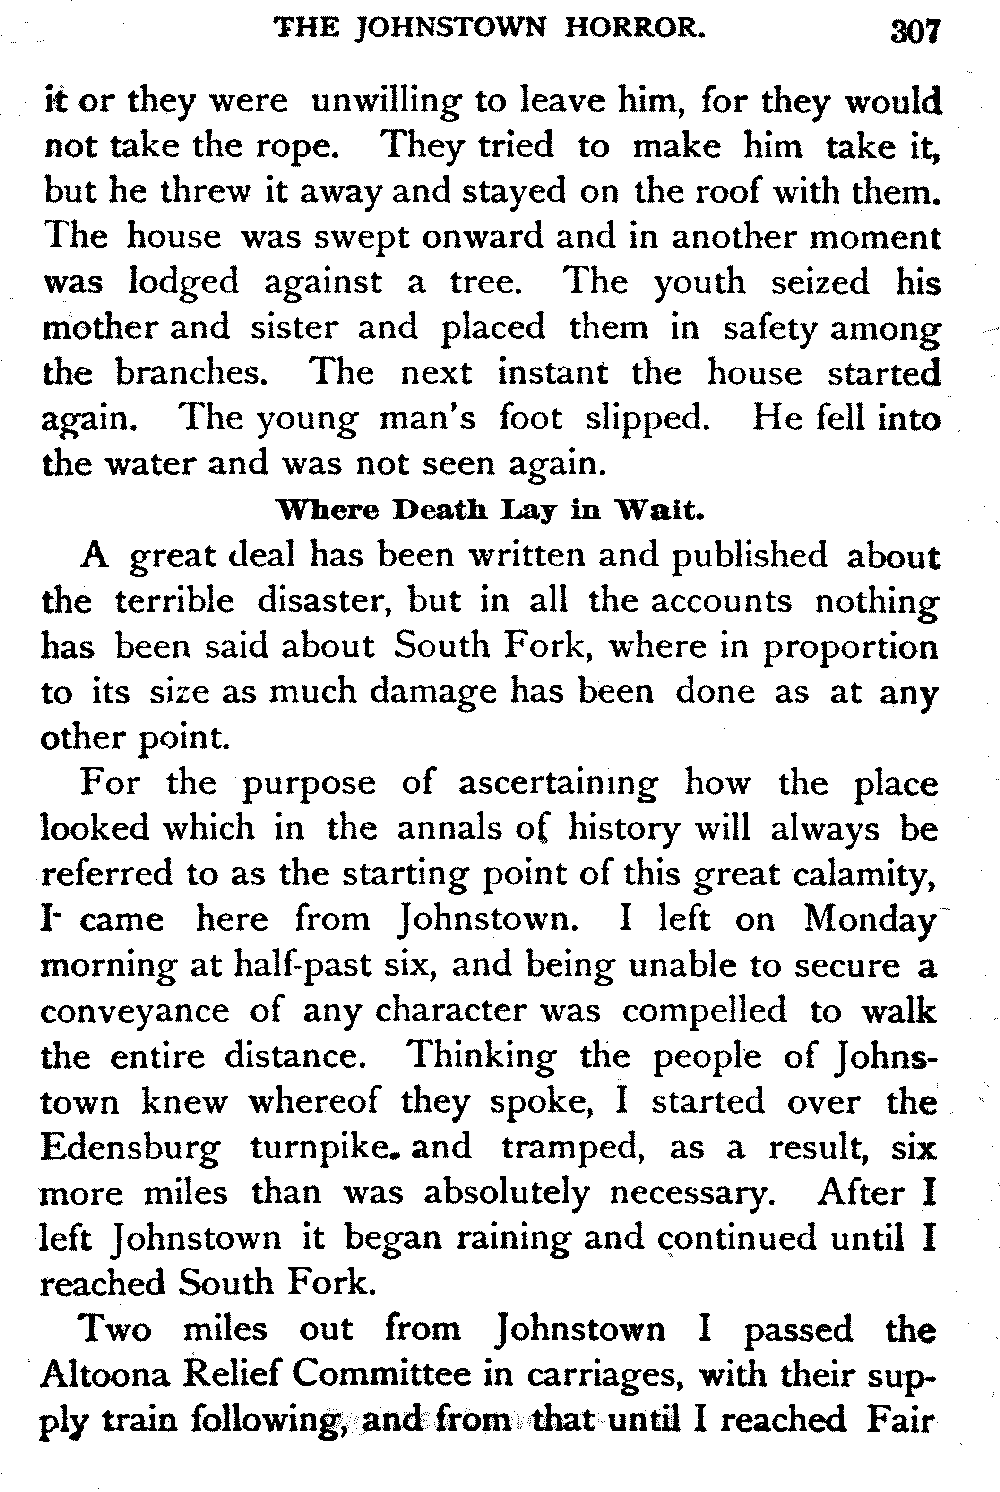 THE JOHNSTOWN HORROR. 307
it or they were unwilling to leave him, for they would
not take the rope. They tried to make him take it,
but he threw it away and stayed on the roof with them.
The house was swept onward and in another moment
was lodged against a tree. The youth seized his
mother and sister and placed them in safety among
the branches. The next instant the house started
again. The young man's foot slipped. He fell into
the water and was not seen again.
Where Death Lay in Wait.
A great deal has been written and published about
the terrible disaster, but in all the accounts nothing
has been said about South Fork, where in proportion
to its size as much damage has been done as at any
other point.
For the purpose of ascertaining how the place
looked which in the annals of history will always be
referred to as the starting point of this great calamity,
I came here from Johnstown. I left on Monday
morning at half-past six, and being unable to secure a
conveyance of any character was compelled to walk
the entire distance. Thinking the people of Johns-
town knew whereof they spoke, I started over the
Edensburg turnpike. and tramped, as a result, six
more miles than was absolutely necessary. After I
left Johnstown it began raining and continued until I
reached South Fork.
Two miles out from Johnstown I passed the
Altoona Relief Committee in carriages, with their sup-
ply train following, and from that until I reached Fair